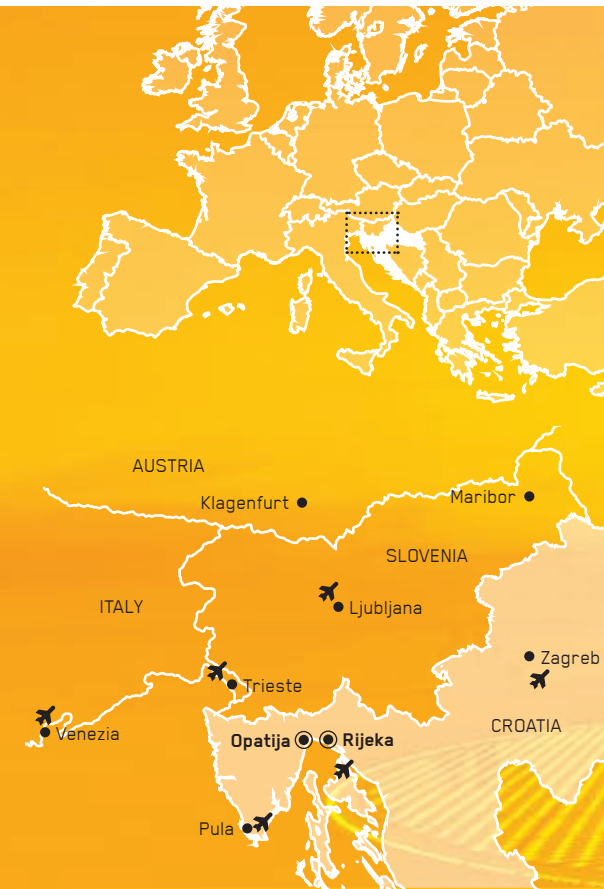 AUSTRIA
Klagenfurt
Maribor
SLOVENIA
ITALY
Ljubljana
Zagreb
Trieste
CROATIA
Venezia
Opatija
Rijeka
Pula